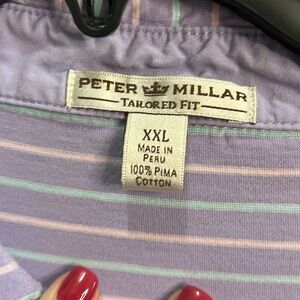 PETER MILLAR
TAILORED FIT
XXL
MADE IN
PERU
100% PIMA
COTTON